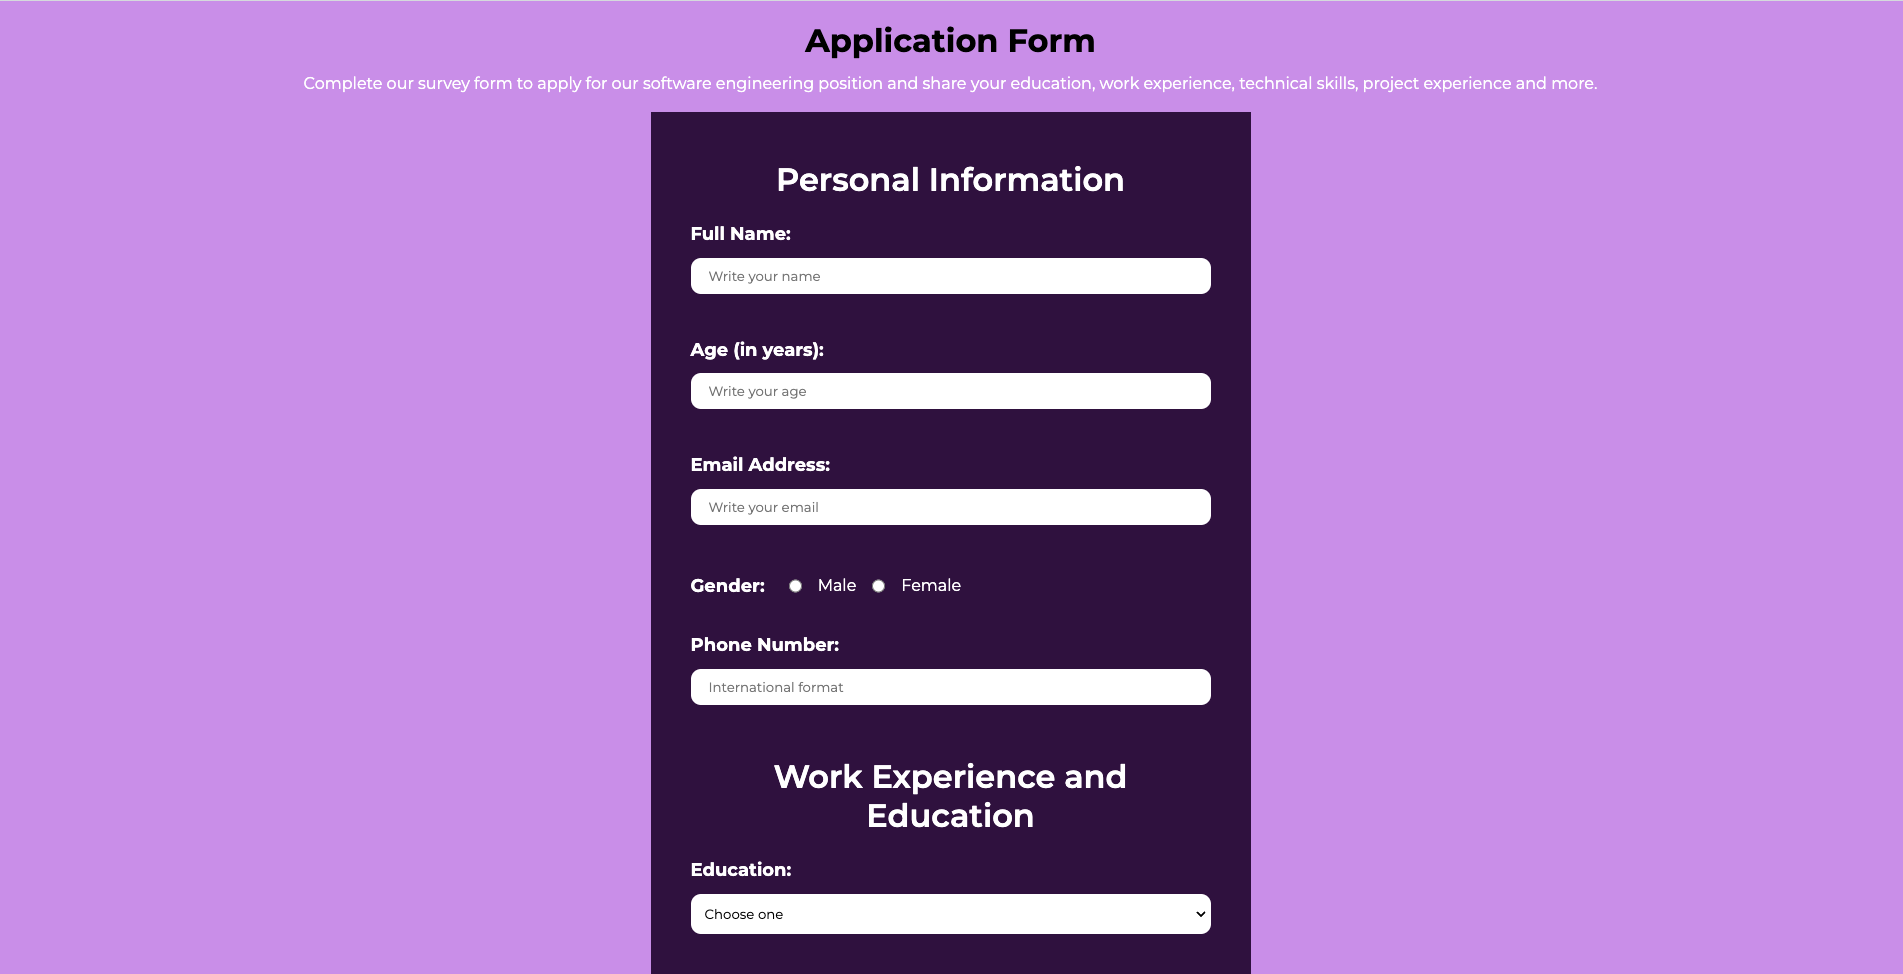 Application Form
Complete our survey form to apply for our software engineering position and share your education, work experience, technical skills, project experience and more.
Personal Information
Full Name:
Write your name
Age (in years):
Write your age
Email Address:
Write your email
Gender: Male Female
Phone Number:
International format
Work Experience and
Education
Education:
Choose one